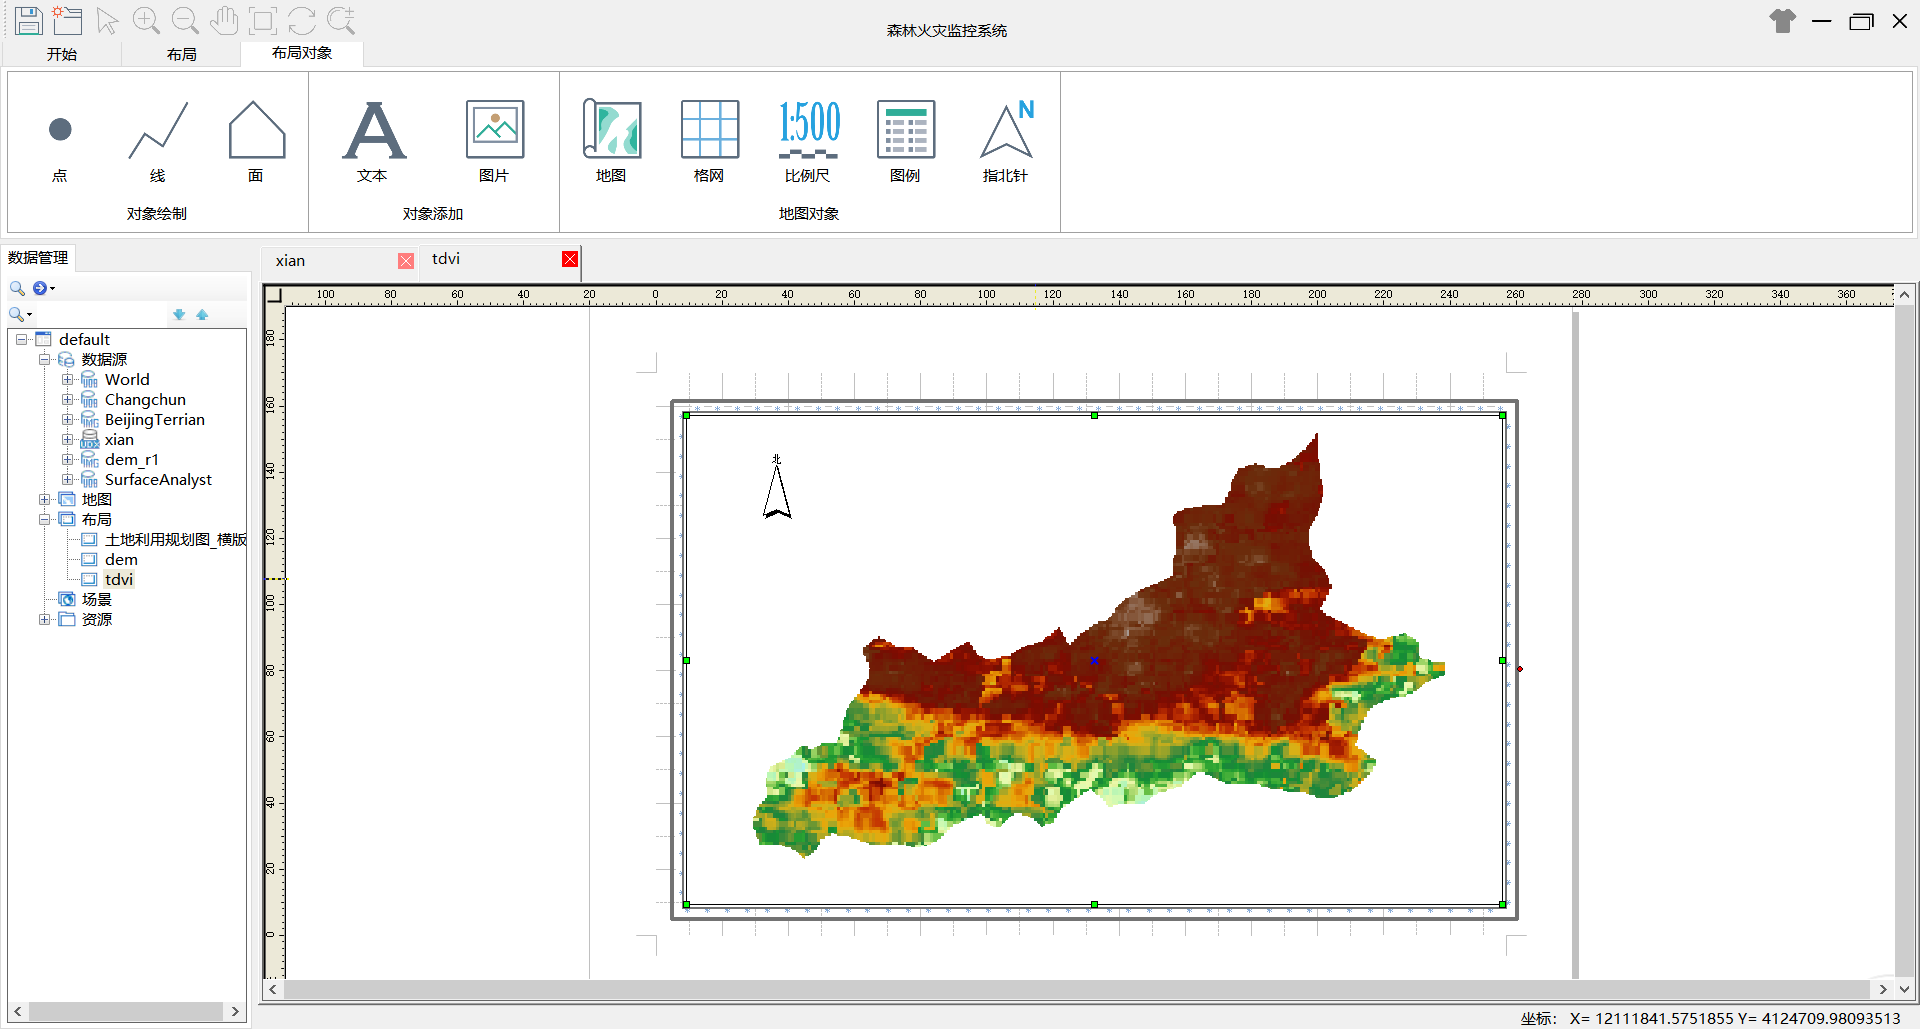 森林火灾监控系统
开始 布局 布局对象
1:500 N
点 线 面 文本 图片 地图 格网 比例尺 图例 指北针
对象绘制 对象添加 地图对象
数据管理
xian tdvi
100 80 60 40 20 0 20 40 60 80 100 120 140 160 180 200 220 240 260 280 300 320 340 360
180
160
140
120
100
80
60
40
20
0
default
数据源
World
Changchun
BeijingTerrian
xian
dem_r1
SurfaceAnalyst
地图
布局
土地利用规划图_横版
dem
tdvi
场景
资源
北
坐标: X= 12111841.5751855 Y= 4124709.98093513